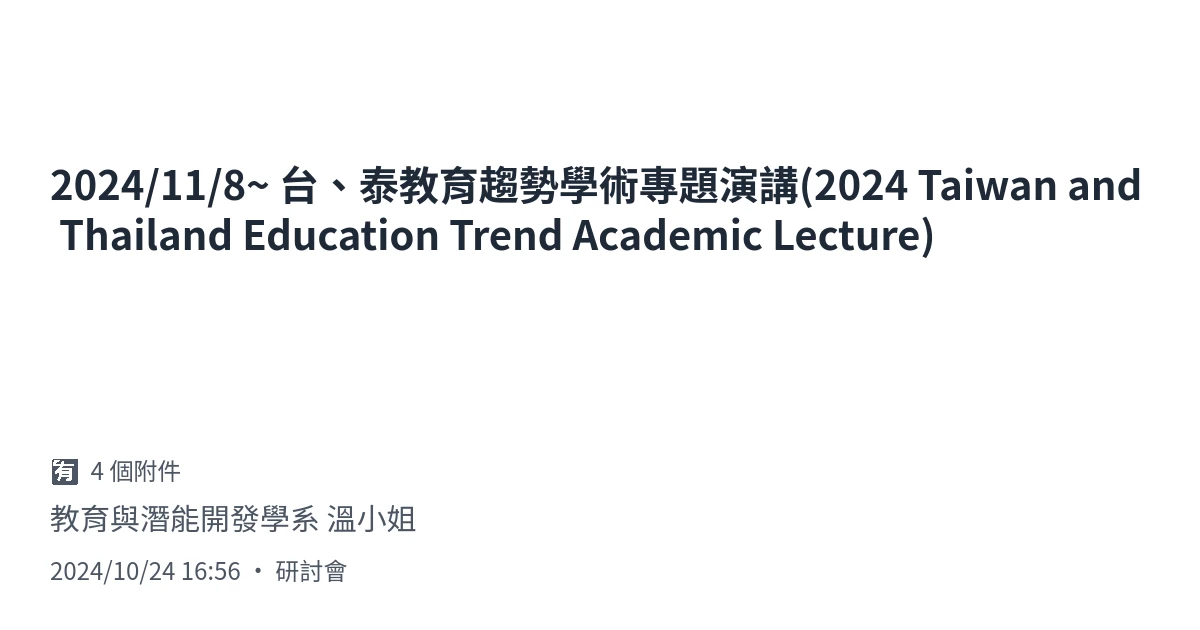 2024/11/8~ 台、泰教育趨勢學術專題演講(2024 Taiwan and
Thailand Education Trend Academic Lecture)
🈶 4 個附件
教育與潛能開發學系 溫小姐
2024/10/24 16:56 ・ 研討會